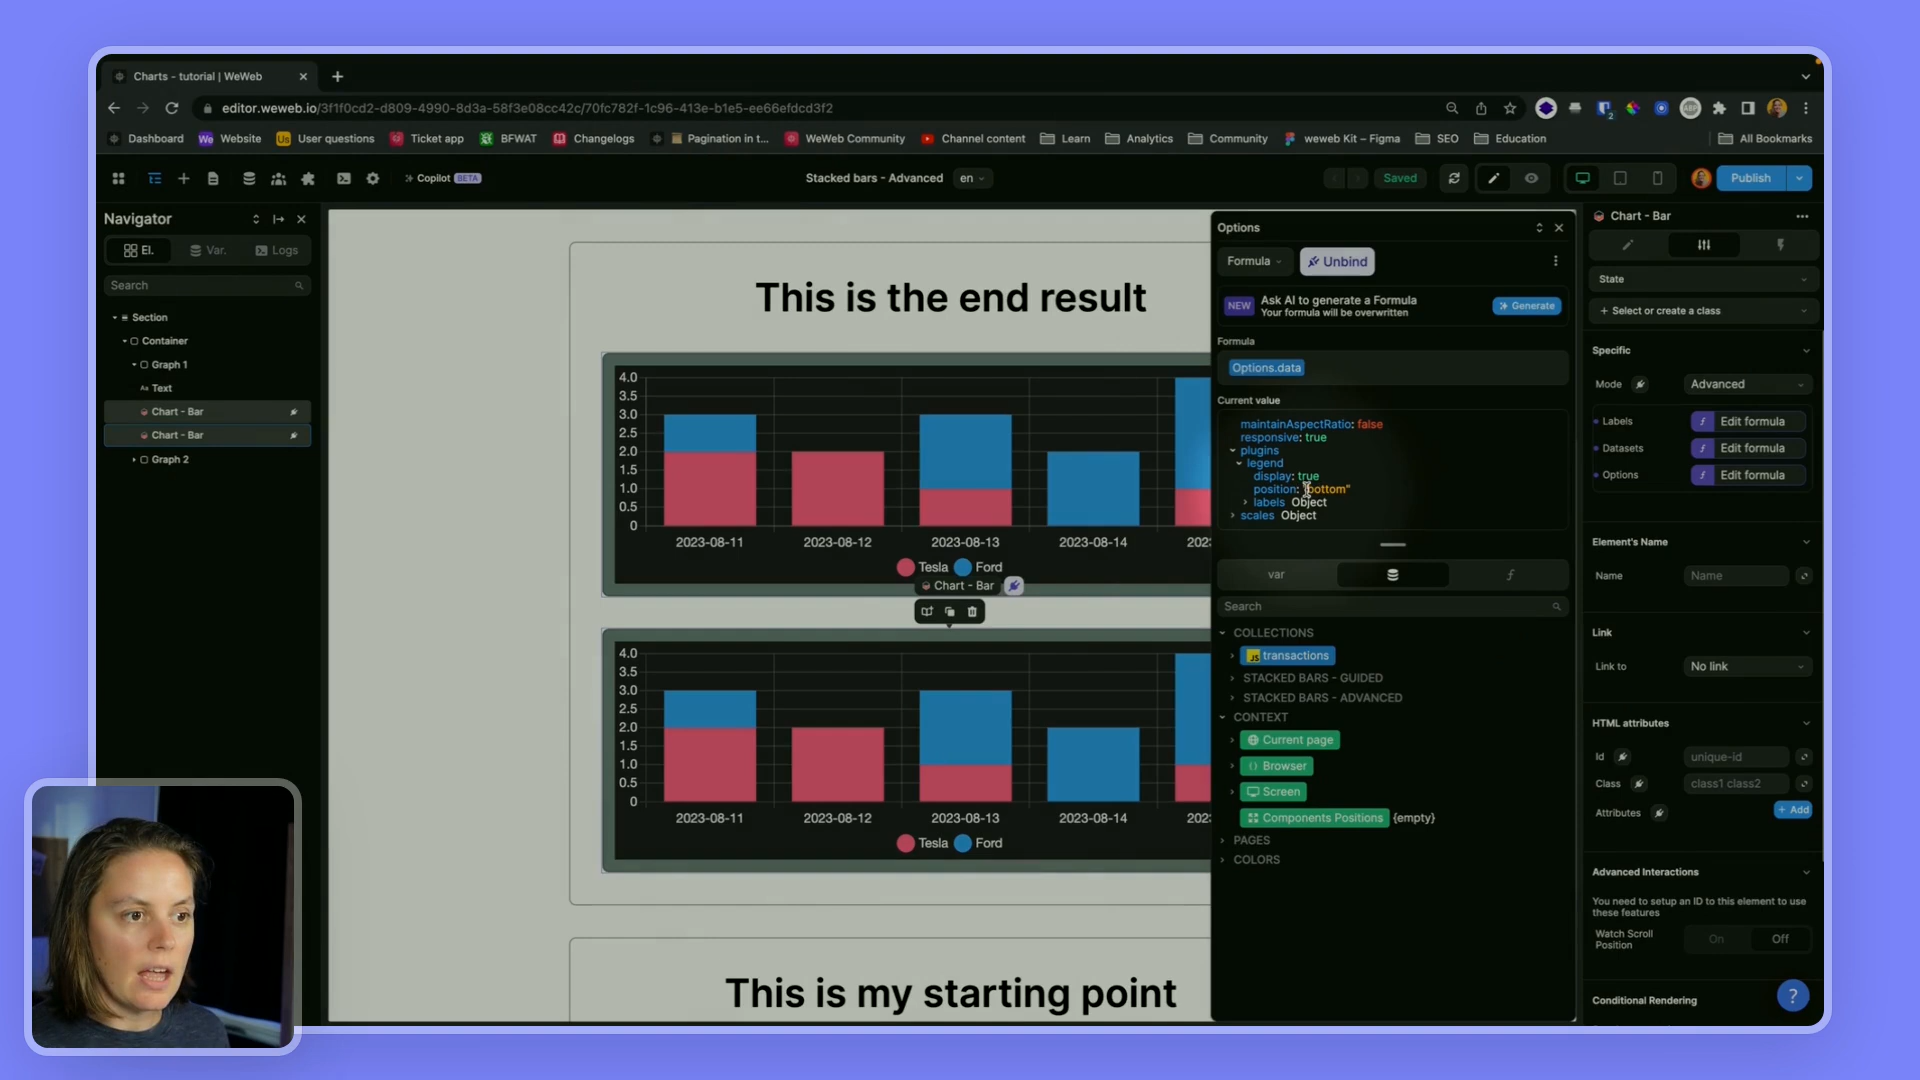 Charts - tutorial | WeWeb
editor.weweb.io/3f1f0cd2-d809-4990-8d3a-58f3e08cc42c/70fc782f-1c96-413e-b1e5-ee66efdcd3f2
Dashboard
We Website
Us User questions
Ticket app
BFWAT
Changelogs
Pagination in t...
WeWeb Community
Channel content
Learn
Analytics
Community
weweb Kit – Figma
SEO
Education
All Bookmarks
Copilot BETA
Stacked bars - Advanced
en
Saved
Publish
Navigator
El.
Var.
Logs
Search
Section
Container
Graph 1
Text
Chart - Bar
Chart - Bar
Graph 2
This is the end result
4.0
3.5
3.0
2.5
2.0
1.5
1.0
0.5
0
2023-08-11
2023-08-12
2023-08-13
2023-08-14
202
Tesla
Ford
Chart - Bar
4.0
3.5
3.0
2.5
2.0
1.5
1.0
0.5
0
2023-08-11
2023-08-12
2023-08-13
2023-08-14
202
Tesla
Ford
This is my starting point
Options
Formula
Unbind
NEW
Ask AI to generate a Formula
Your formula will be overwritten
Generate
Formula
Options.data
Current value
maintainAspectRatio: false
responsive: true
plugins
legend
display: true
position: "bottom"
labels Object
scales Object
var
f
Search
COLLECTIONS
JS transactions
STACKED BARS - GUIDED
STACKED BARS - ADVANCED
CONTEXT
Current page
Browser
Screen
Components Positions {empty}
PAGES
COLORS
Chart - Bar
State
+ Select or create a class
Specific
Mode
Advanced
Labels
f Edit formula
Datasets
f Edit formula
Options
f Edit formula
Element's Name
Name
Name
Link
Link to
No link
HTML attributes
Id
unique-id
Class
class1 class2
Attributes
+ Add
Advanced Interactions
You need to setup an ID to this element to use
these features
Watch Scroll
Position
On
Off
Conditional Rendering
?